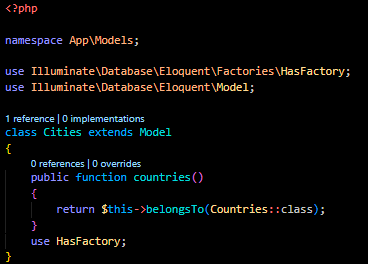 <?php
namespace App\Models;
use Illuminate\Database\Eloquent\Factories\HasFactory;
use Illuminate\Database\Eloquent\Model;
1 reference | 0 implementations
class Cities extends Model
{
0 references | 0 overrides
public function countries()
{
return $this->belongsTo(Countries::class);
}
use HasFactory;
}